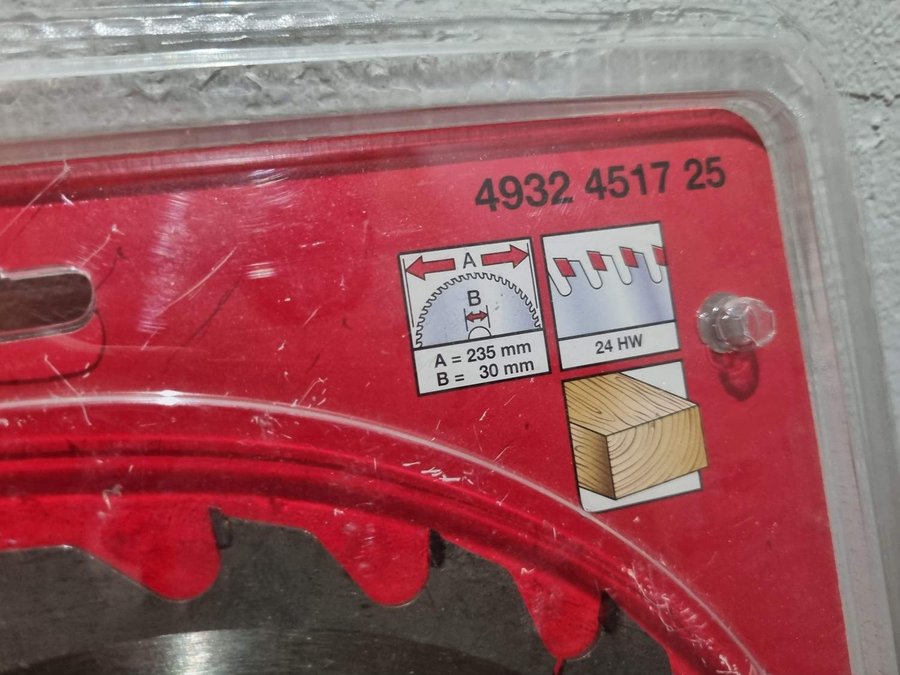 4932 4517 25
A
B
A = 235 mm
B = 30 mm
24 HW